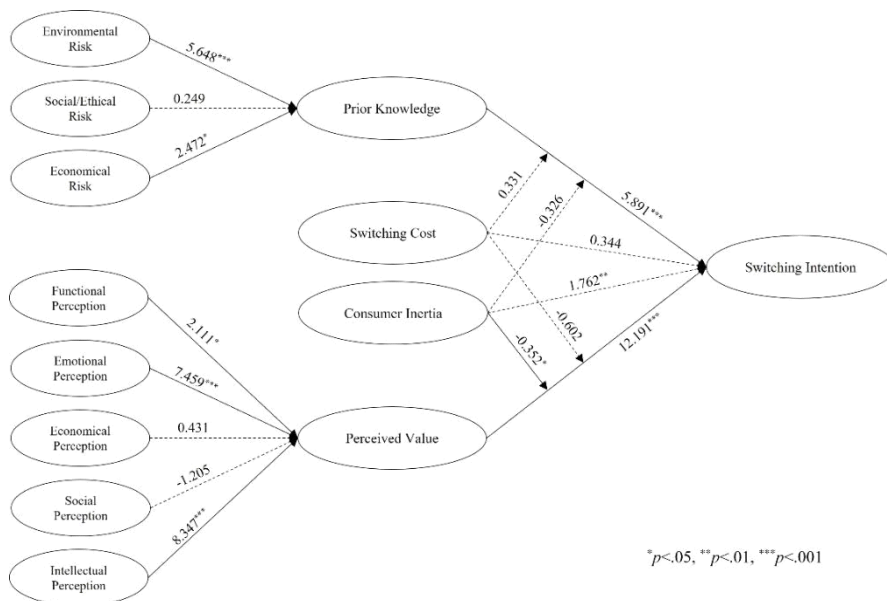 Environmental
Risk
5.648***
Social/Ethical
Risk
0.249
Prior Knowledge
Economical
Risk
2.472*
0.331
-0.326
5.891***
Switching Cost
0.344
Switching Intention
Consumer Inertia
1.762**
-0.602
-0.352*
12.191***
Functional
Perception
2.111*
Emotional
Perception
7.459***
Economical
Perception
0.431
Perceived Value
Social
Perception
-1.205
Intellectual
Perception
8.347***
*p<.05, **p<.01, ***p<.001